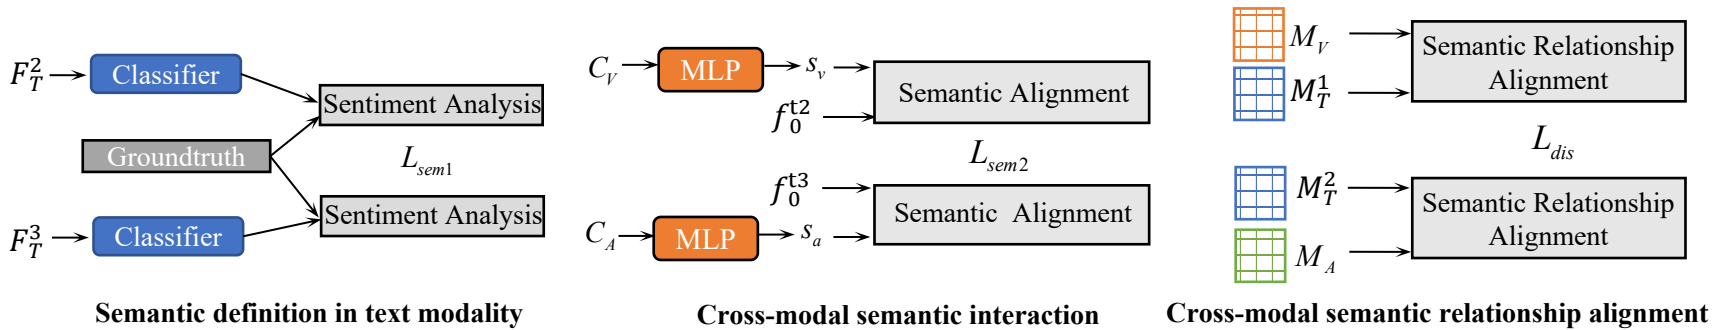 F_T^2
Classifier
Sentiment Analysis
Groundtruth
L_sem1
Sentiment Analysis
F_T^3
Classifier
Semantic definition in text modality
C_V
MLP
s_v
Semantic Alignment
f_0^t2
L_sem2
f_0^t3
Semantic Alignment
C_A
MLP
s_a
Cross-modal semantic interaction
M_V
Semantic Relationship
Alignment
M_T^1
L_dis
M_T^2
Semantic Relationship
Alignment
M_A
Cross-modal semantic relationship alignment